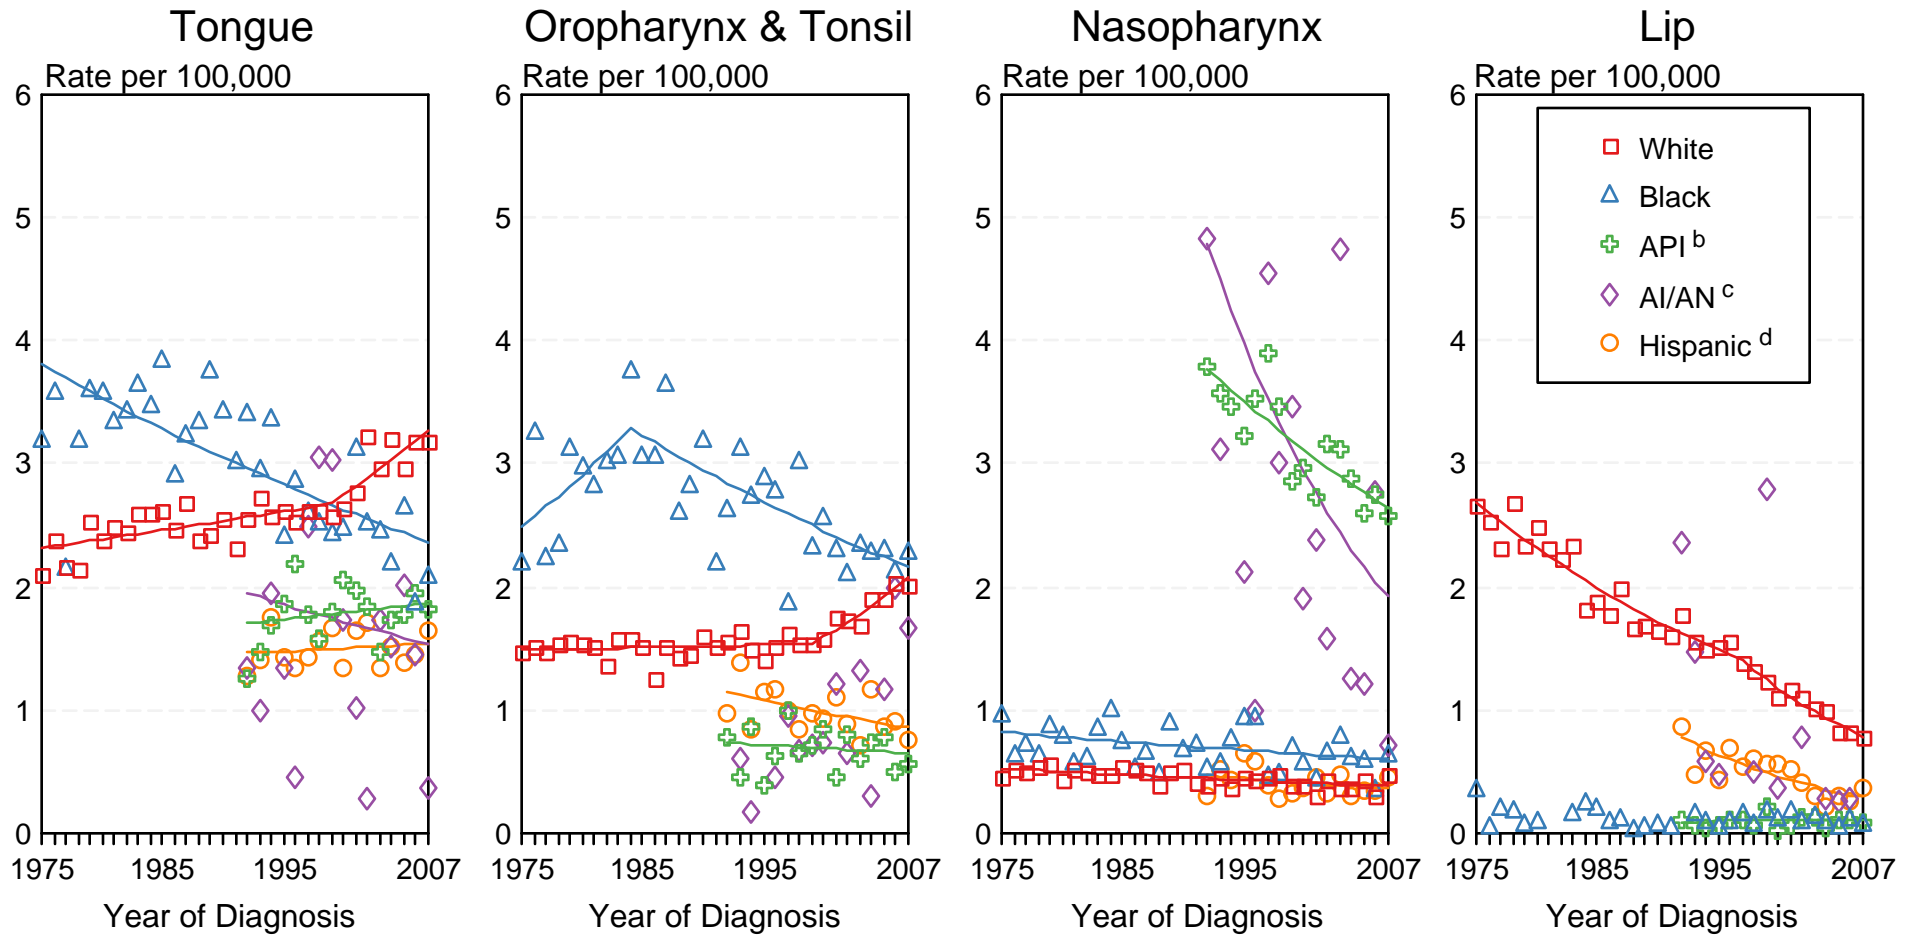 Tongue
Oropharynx & Tonsil
Nasopharynx
Lip
Rate per 100,000
Rate per 100,000
Rate per 100,000
Rate per 100,000
6
5
4
3
2
1
0
6
5
4
3
2
1
0
6
5
4
3
2
1
0
6
5
4
3
2
1
0
White
Black
API b
AI/AN c
Hispanic d
1975 1985 1995 2007
1975 1985 1995 2007
1975 1985 1995 2007
1975 1985 1995 2007
Year of Diagnosis
Year of Diagnosis
Year of Diagnosis
Year of Diagnosis